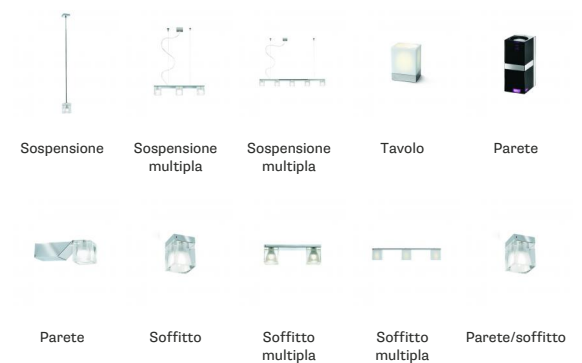 Sospensione
Sospensione
multipla
Sospensione
multipla
Tavolo
Parete
Parete
Soffitto
Soffitto
multipla
Soffitto
multipla
Parete/soffitto